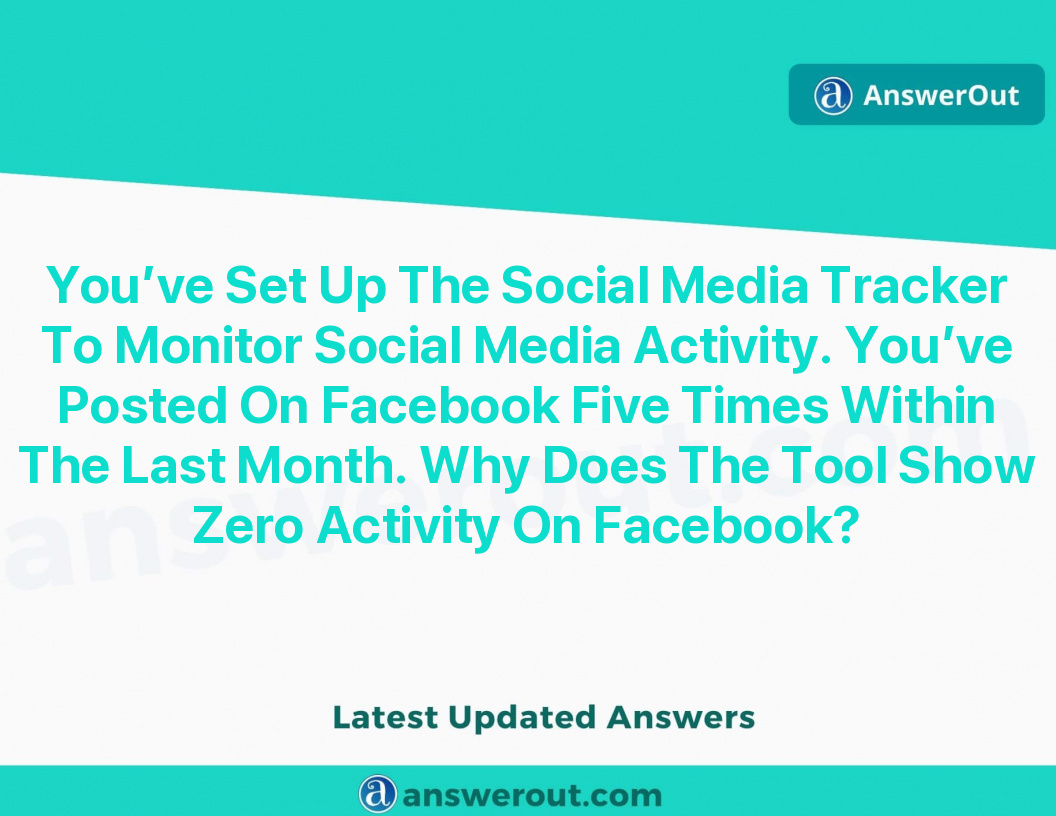 AnswerOut
You’ve Set Up The Social Media Tracker
To Monitor Social Media Activity. You’ve
Posted On Facebook Five Times Within
The Last Month. Why Does The Tool Show
Zero Activity On Facebook?
answerout.com
Latest Updated Answers
answerout.com